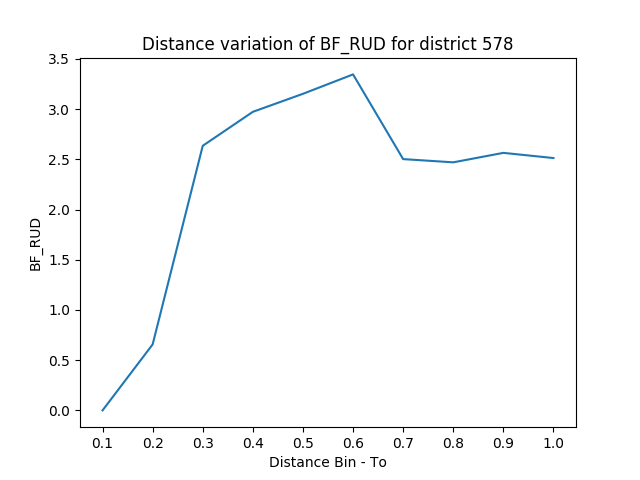 Distance variation of BF_RUD for district 578
3.5
3.0
2.5
2.0
1.5
1.0
0.5
0.0
BF_RUD
0.1 0.2 0.3 0.4 0.5 0.6 0.7 0.8 0.9 1.0
Distance Bin - To